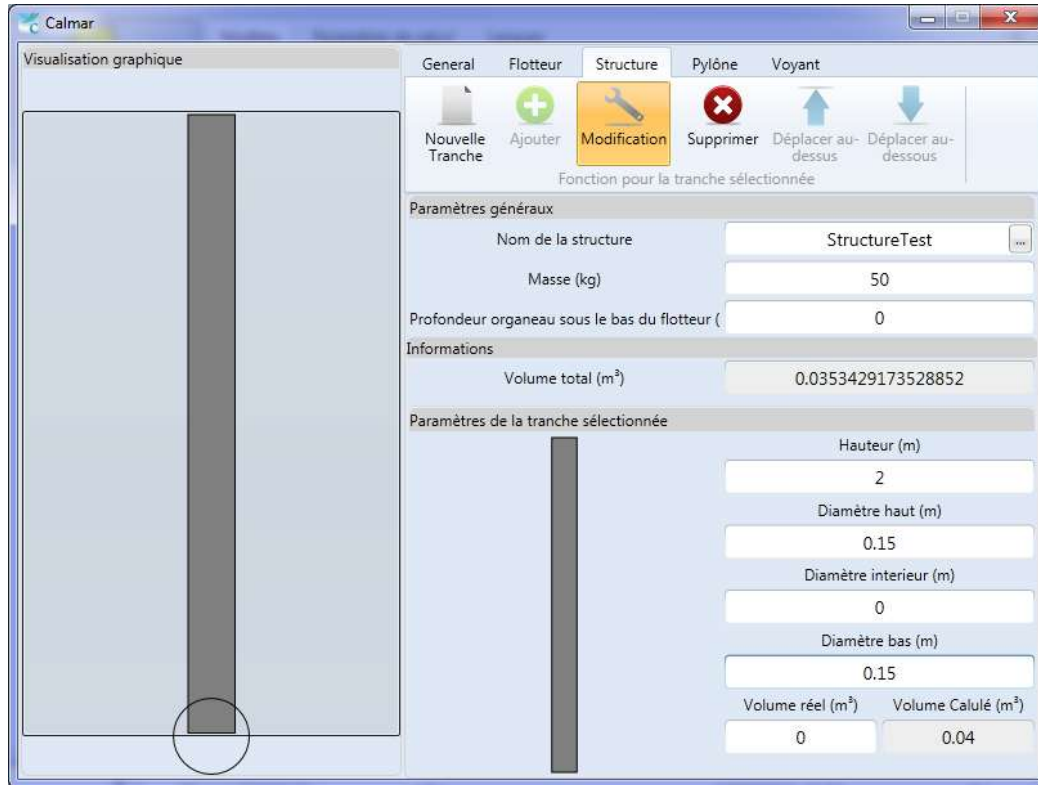 Calmar
Visualisation graphique
General Flotteur Structure Pylône Voyant
Nouvelle Tranche
Ajouter
Modification
Supprimer
Déplacer au-dessus
Déplacer au-dessous
Fonction pour la tranche sélectionnée
Paramètres généraux
Nom de la structure StructureTest ...
Masse (kg) 50
Profondeur organeau sous le bas du flotteur ( 0
Informations
Volume total (m³) 0.0353429173528852
Paramètres de la tranche sélectionnée
Hauteur (m)
2
Diamètre haut (m)
0.15
Diamètre interieur (m)
0
Diamètre bas (m)
0.15
Volume réel (m³) Volume Calulé (m³)
0 0.04